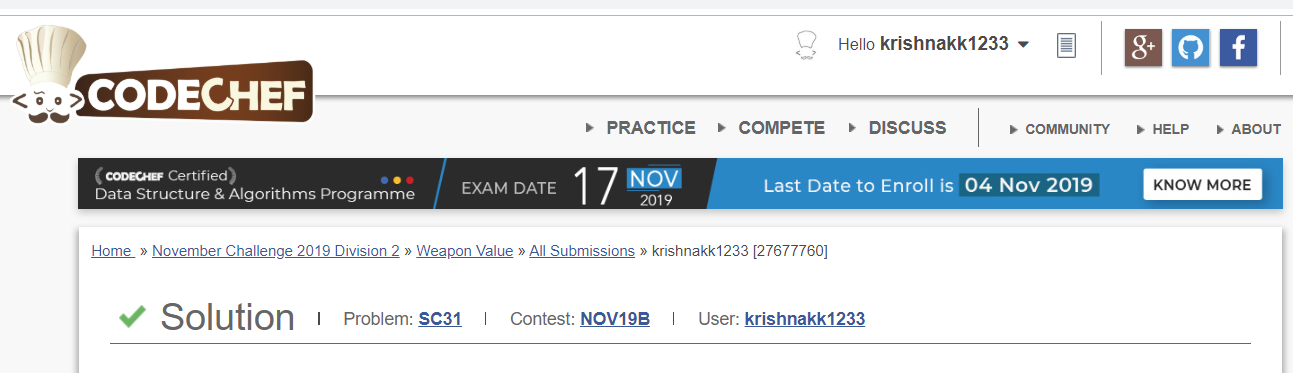 CODECHEF
Hello krishnakk1233
g+
f
PRACTICE COMPETE DISCUSS COMMUNITY HELP ABOUT
(CODECHEF Certified)
Data Structure & Algorithms Programme
EXAM DATE 17 NOV 2019
Last Date to Enroll is 04 Nov 2019
KNOW MORE
Home » November Challenge 2019 Division 2 » Weapon Value » All Submissions » krishnakk1233 [27677760]
Solution | Problem: SC31 | Contest: NOV19B | User: krishnakk1233